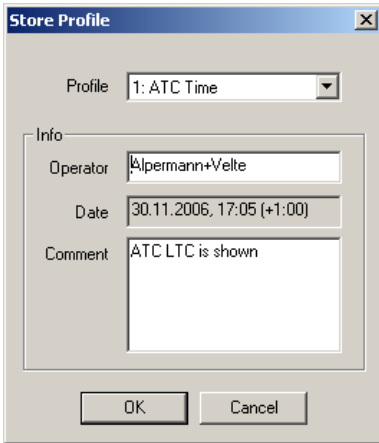 Store Profile
Profile 1: ATC Time
Info
Operator Alpermann+Velte
Date 30.11.2006, 17:05 (+1:00)
Comment ATC LTC is shown
OK Cancel